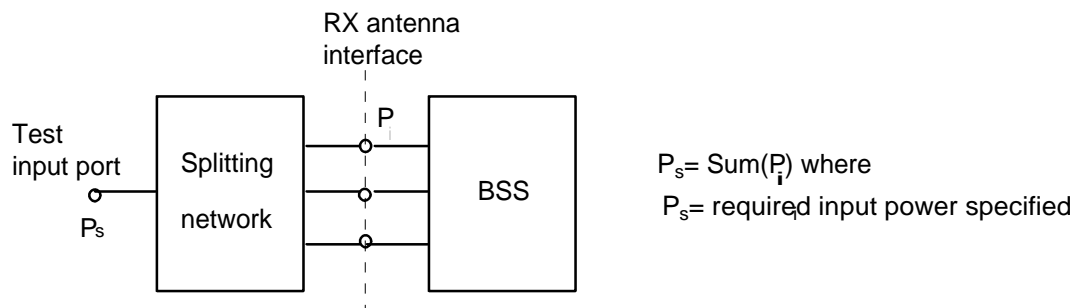 RX antenna
interface
Test
input port
Ps
Splitting
network
Pi
BSS
Ps= Sum(Pi) where
Ps= required input power specified